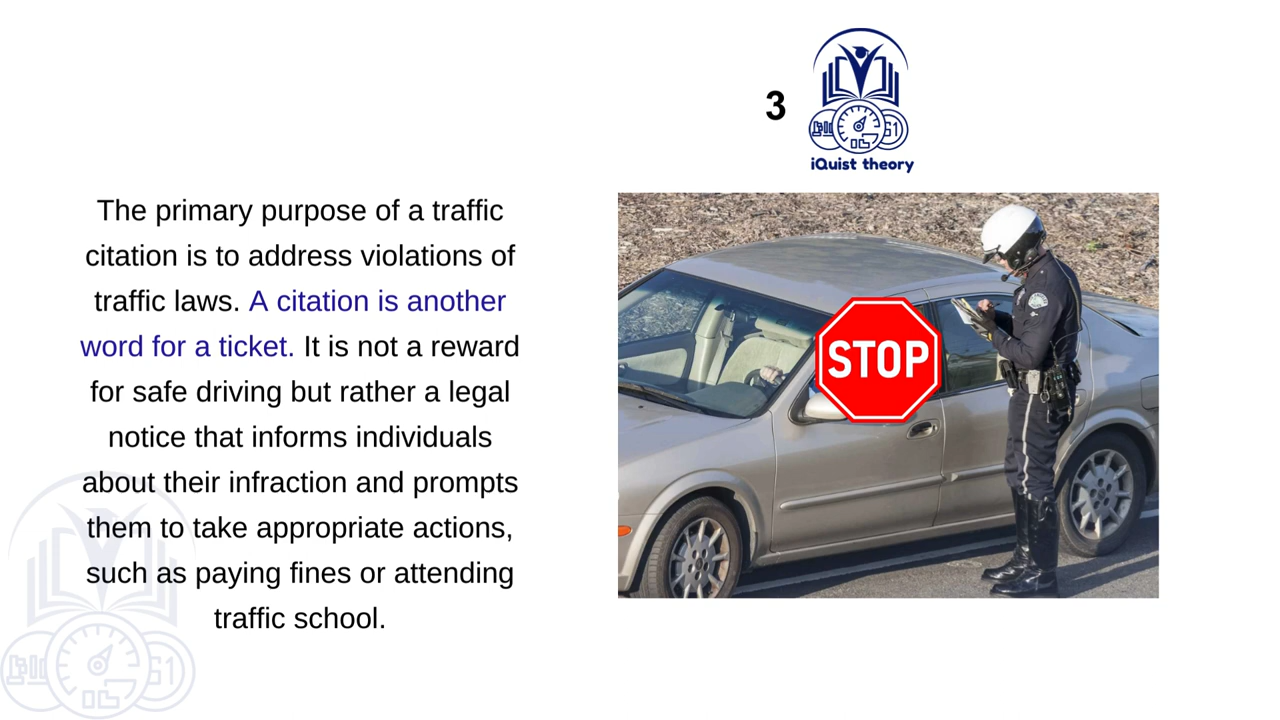 3
iQuist theory
The primary purpose of a traffic
citation is to address violations of
traffic laws. A citation is another
word for a ticket. It is not a reward
for safe driving but rather a legal
notice that informs individuals
about their infraction and prompts
them to take appropriate actions,
such as paying fines or attending
traffic school.
STOP